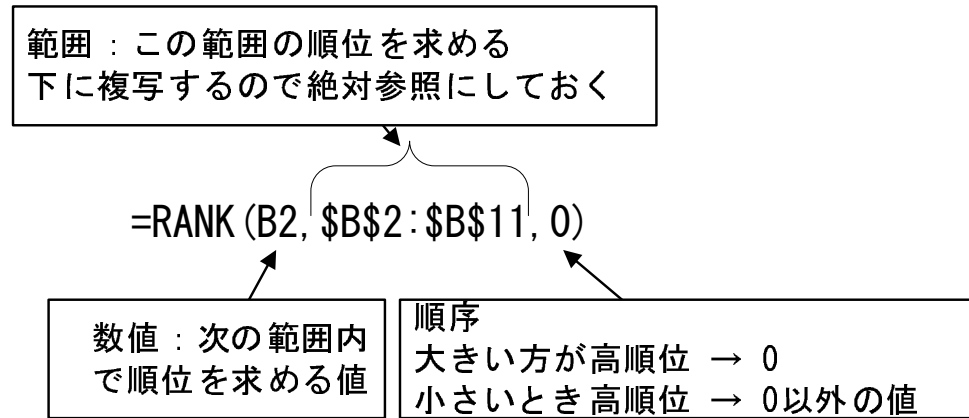 範囲：この範囲の順位を求める
下に複写するので絶対参照にしておく
=RANK(B2,$B$2:$B$11,0)
数値：次の範囲内
で順位を求める値
順序
大きい方が高順位 → 0
小さいとき高順位 → 0以外の値